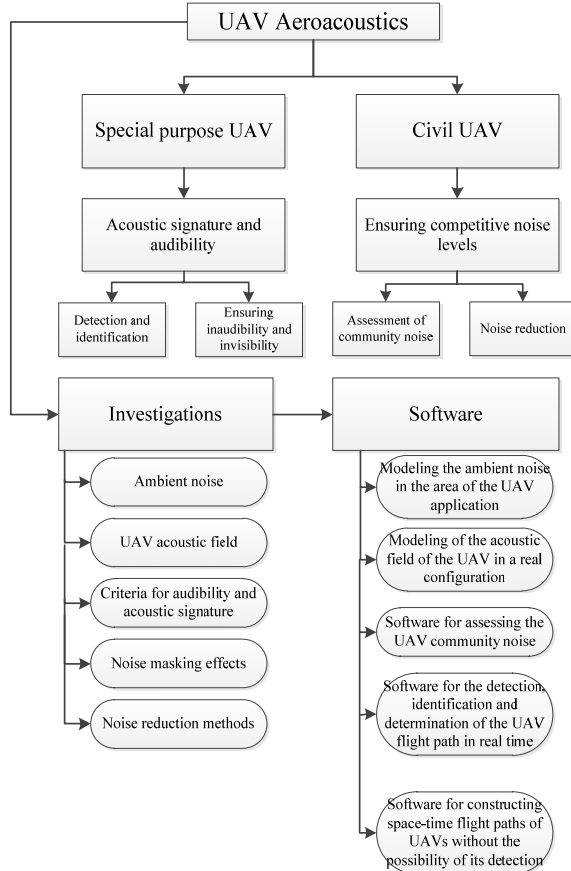 UAV Aeroacoustics
Special purpose UAV
Civil UAV
Acoustic signature and
audibility
Ensuring competitive noise
levels
Detection and
identification
Ensuring
inaudibility and
invisibility
Assessment of
community noise
Noise reduction
Investigations
Software
Ambient noise
UAV acoustic field
Criteria for audibility and
acoustic signature
Noise masking effects
Noise reduction methods
Modeling the ambient noise
in the area of the UAV
application
Modeling of the acoustic
field of the UAV in a real
configuration
Software for assessing the
UAV community noise
Software for the detection,
identification and
determination of the UAV
flight path in real time
Software for constructing
space-time flight paths of
UAVs without the
possibility of its detection